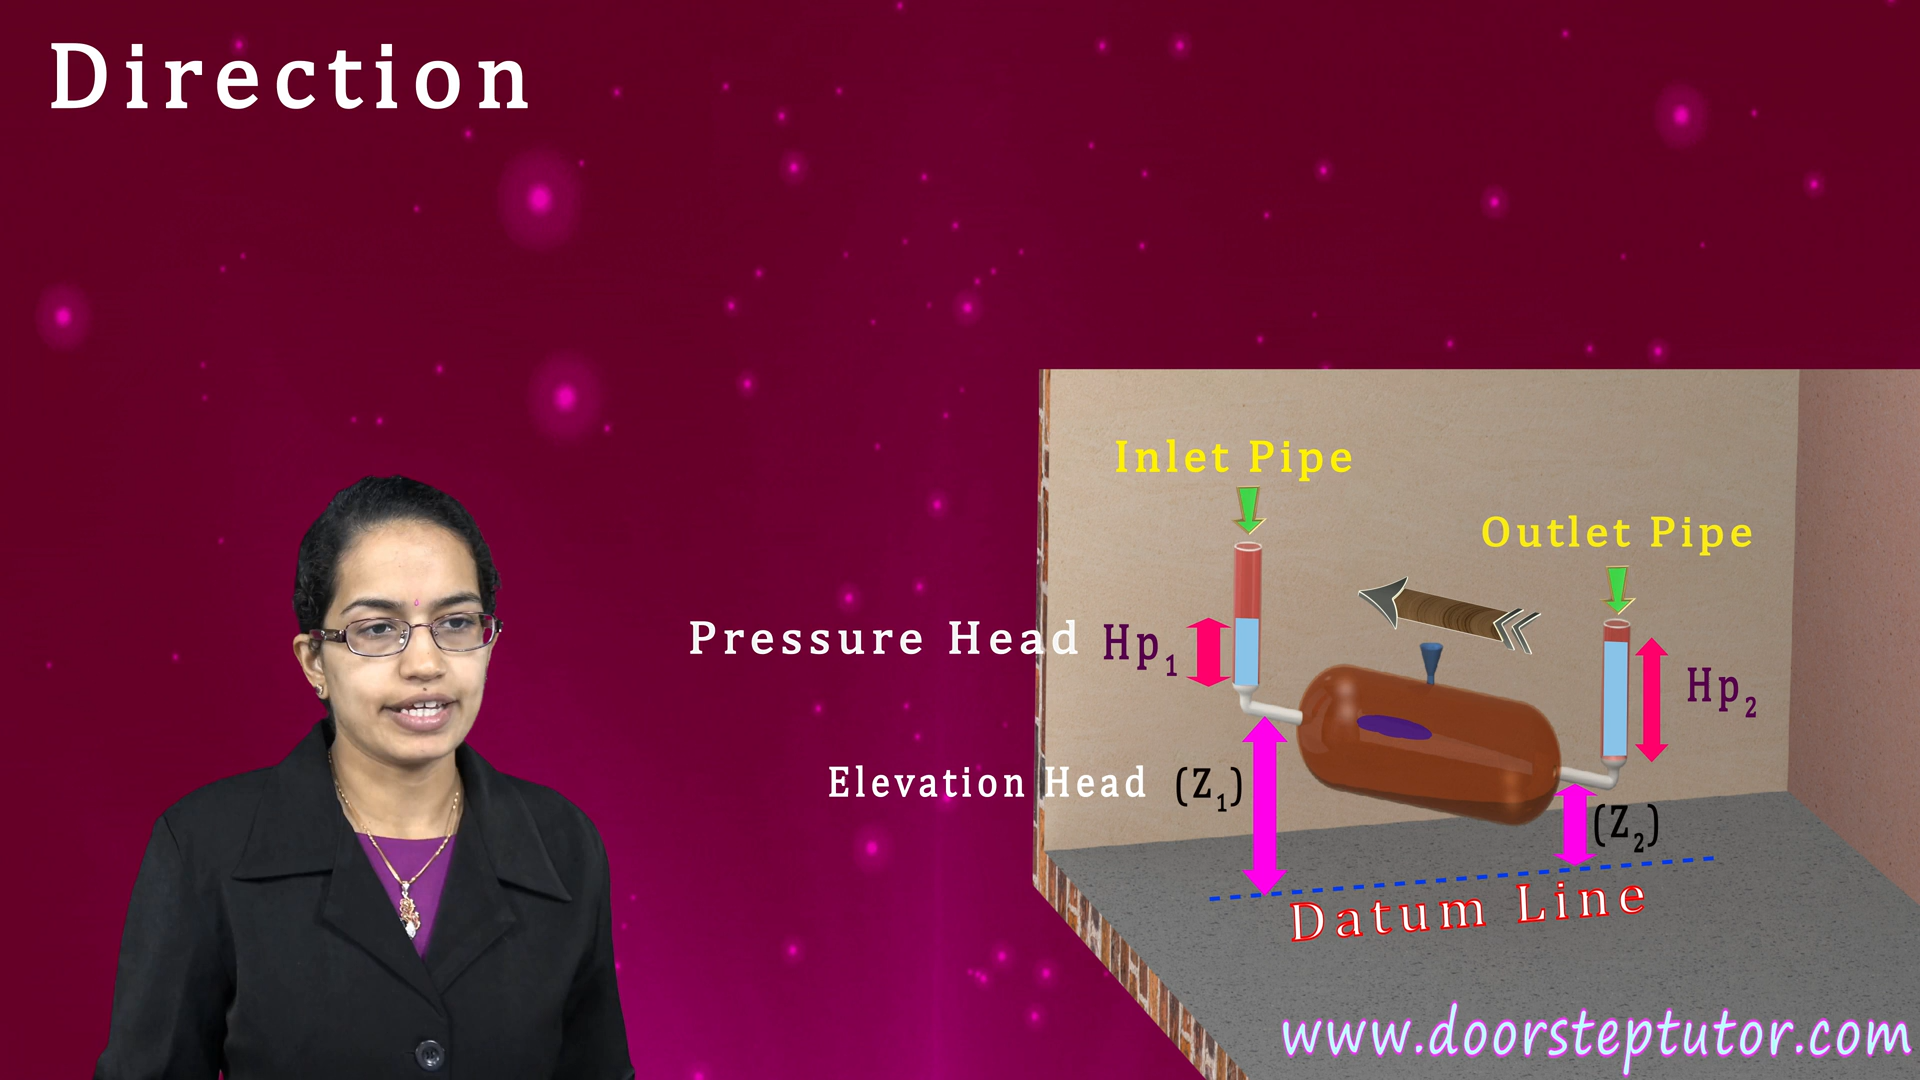 Direction
Inlet Pipe
Outlet Pipe
Pressure Head Hp₁
Hp₂
Elevation Head (Z₁)
(Z₂)
Datum Line
www.doorsteptutor.com